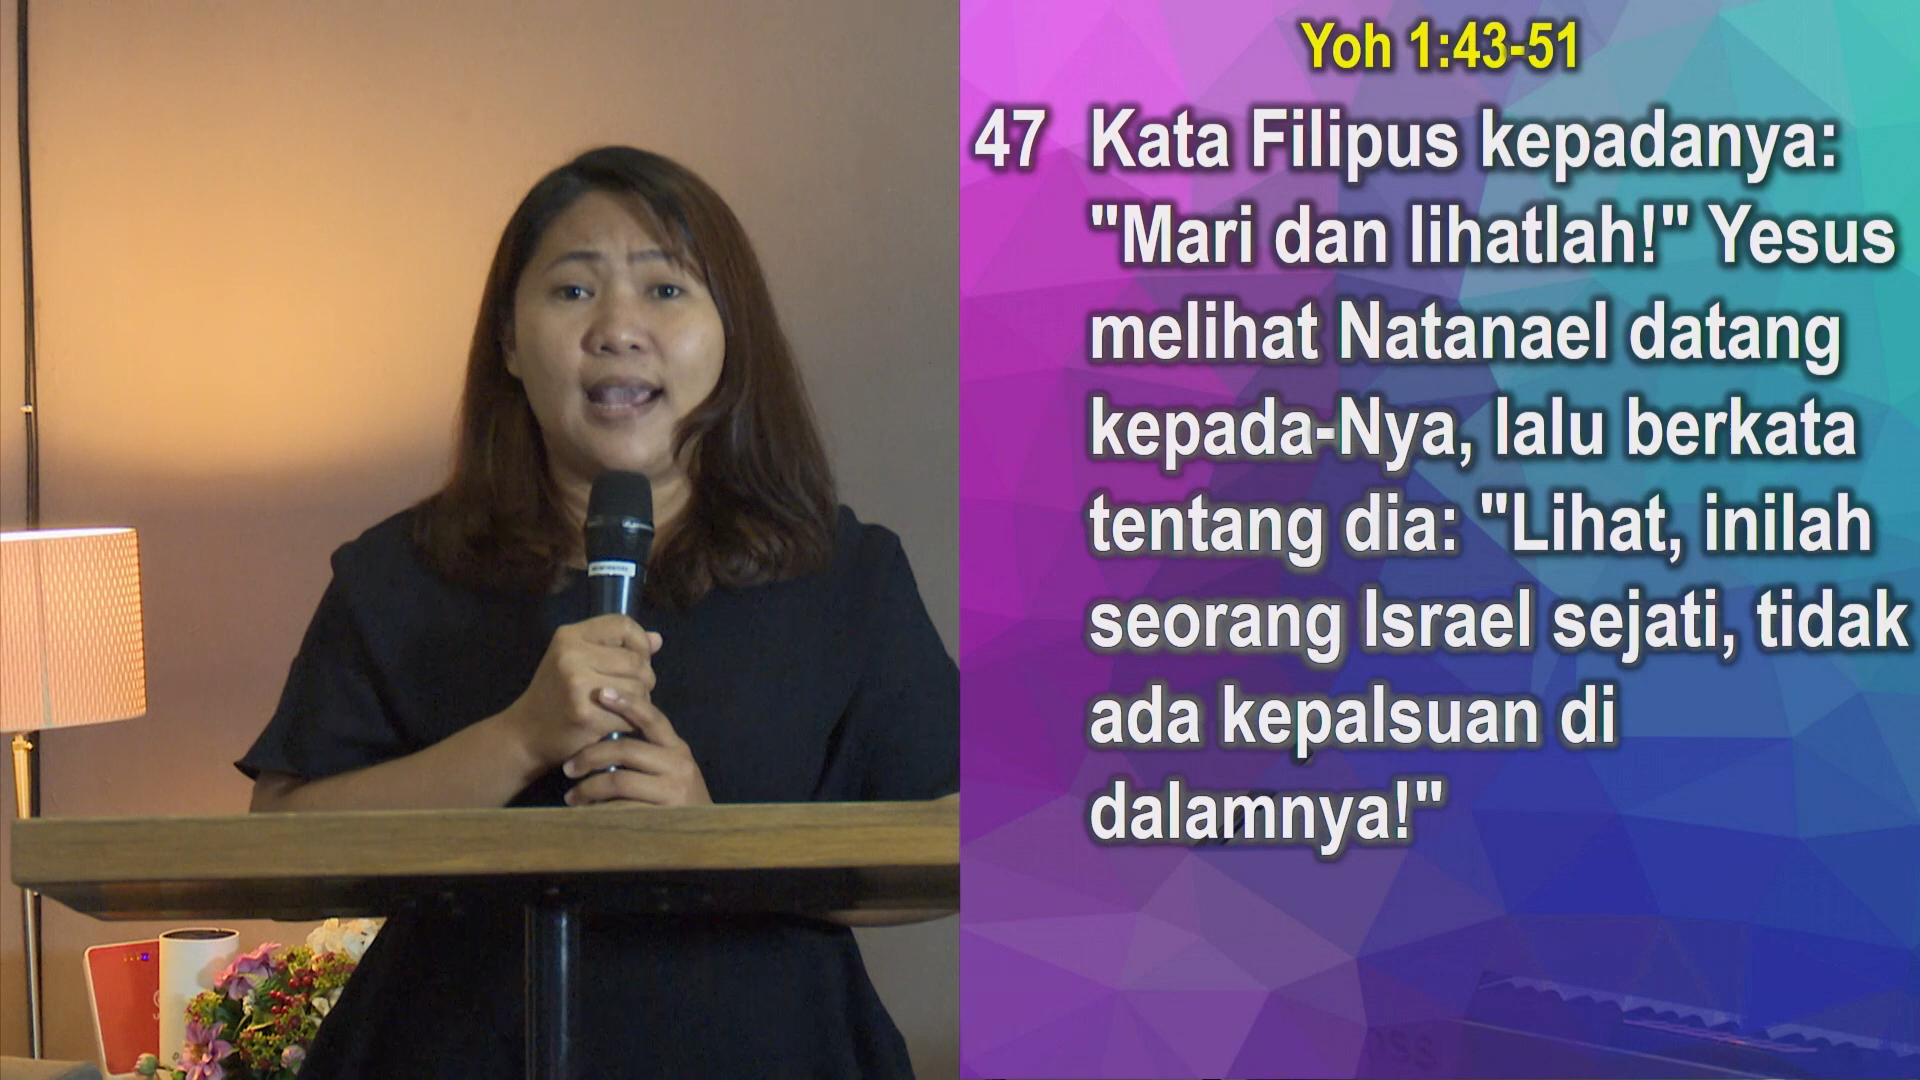 Yoh 1:43-51
47 Kata Filipus kepadanya:
"Mari dan lihatlah!" Yesus
melihat Natanael datang
kepada-Nya, lalu berkata
tentang dia: "Lihat, inilah
seorang Israel sejati, tidak
ada kepalsuan di
dalamnya!"